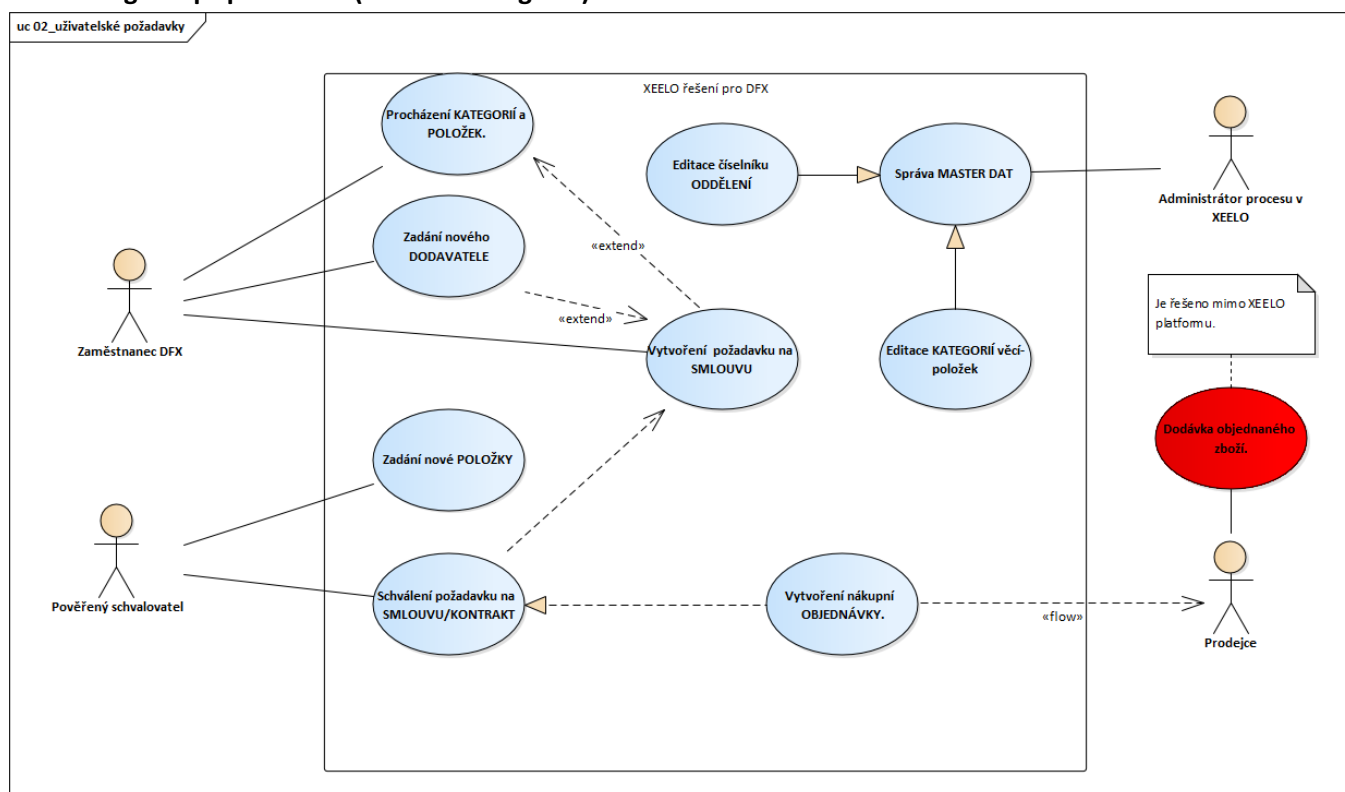 uc 02_uživatelské požadavky
XEELO řešení pro DFX
Procházení KATEGORIÍ a
POLOŽEK.
Editace číselníku
ODDĚLENÍ
Správa MASTER DAT
Administrátor procesu v
XEELO
Zadání nového
DODAVATELE
«extend»
«extend»
Zaměstnanec DFX
Vytvoření požadavku na
SMLOUVU
Editace KATEGORIÍ věcí-
položek
Je řešeno mimo XEELO
platformu.
Dodávka objednaného
zboží.
Zadání nové POLOŽKY
Pověřený schvalovatel
Schválení požadavku na
SMLOUVU/KONTRAKT
Vytvoření nákupní
OBJEDNÁVKY.
«flow»
Prodejce